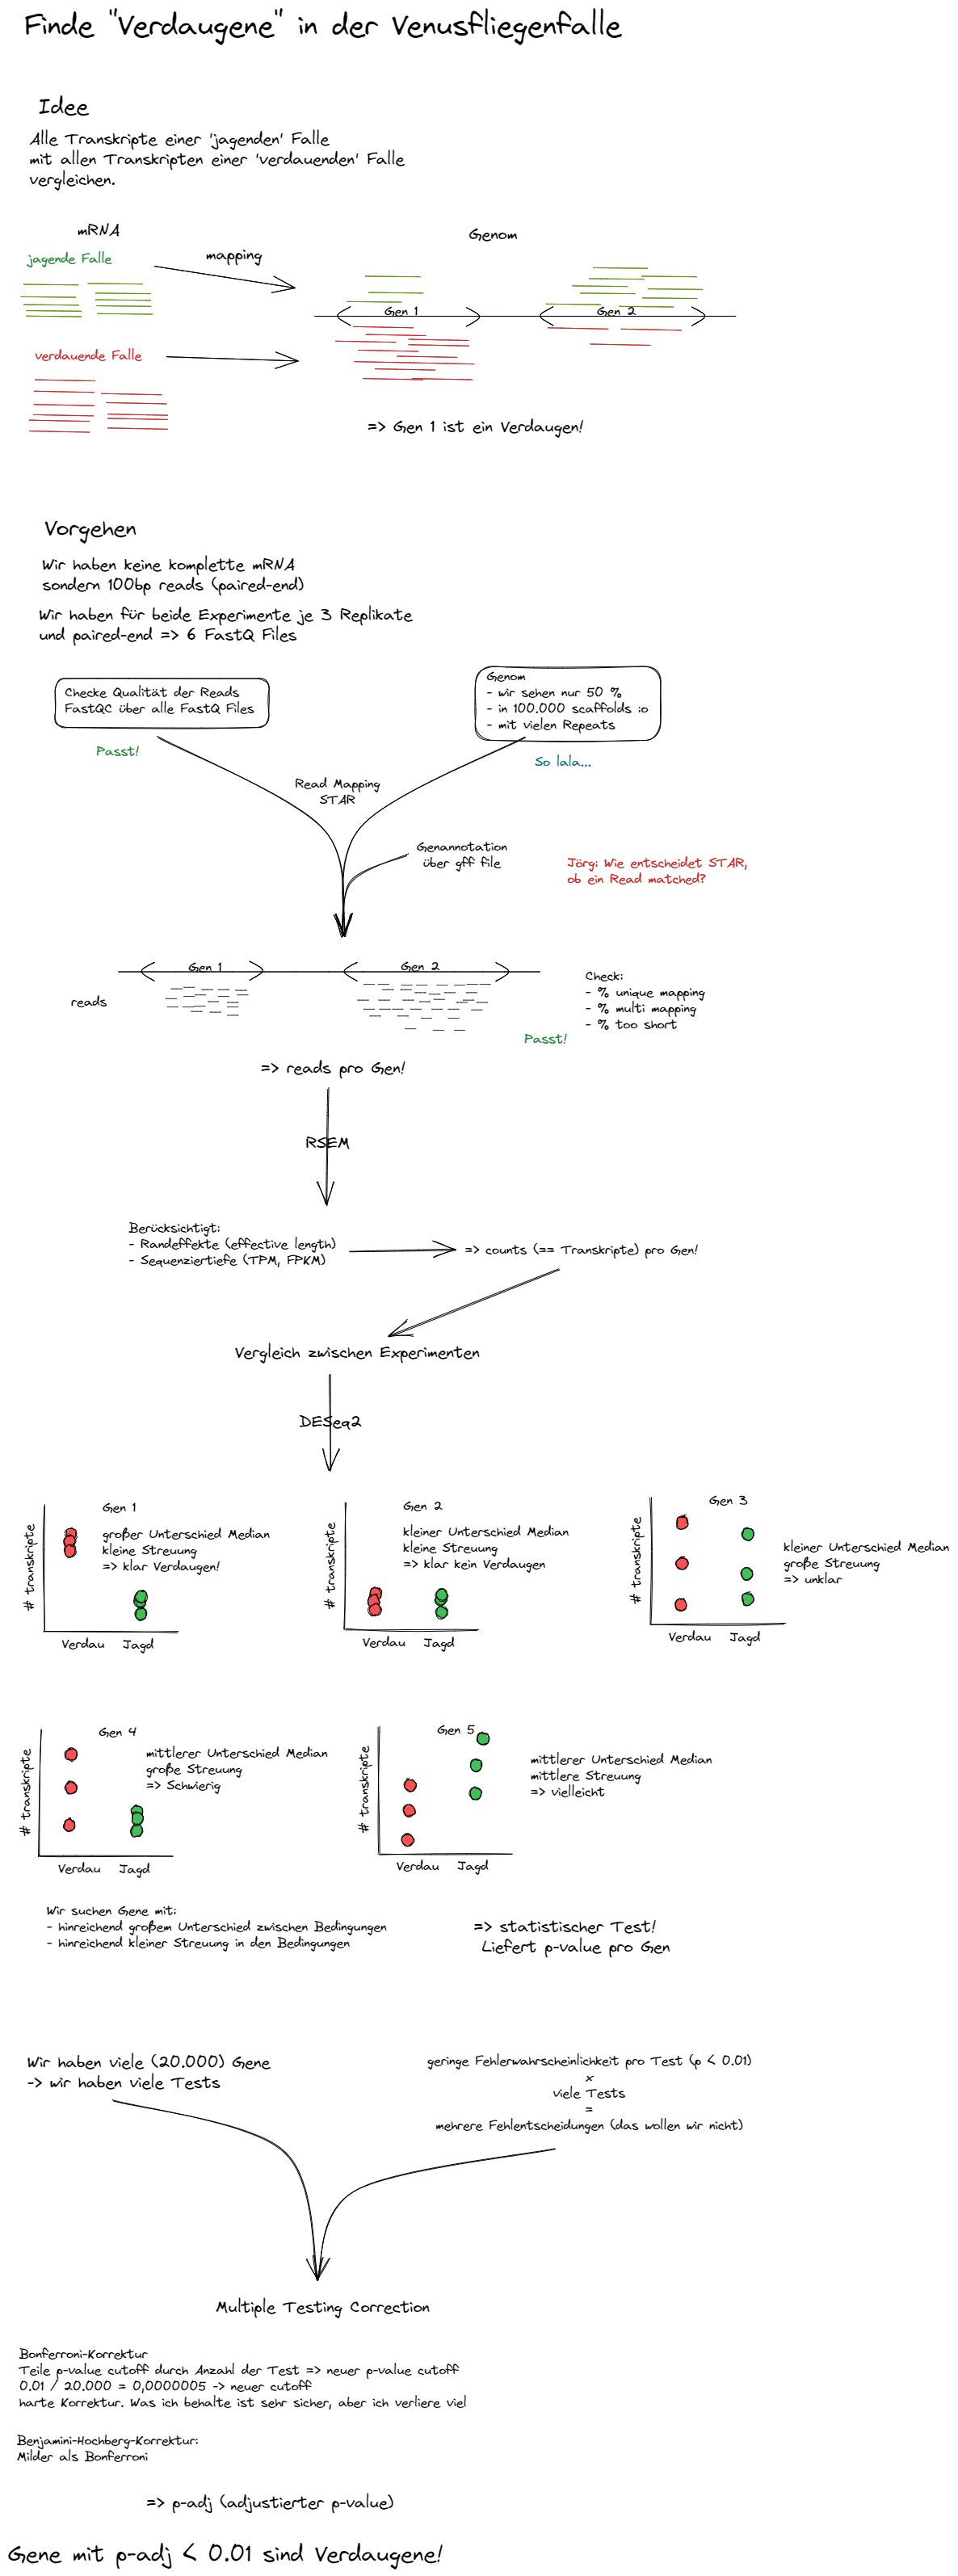 Finde "Verdaugene" in der Venusfliegenfalle
Idee
Alle Transkripte einer 'jagenden' Falle
mit allen Transkripten einer 'verdauenden' Falle
vergleichen.
mRNA
Genom
jagende Falle
mapping
Gen 1
Gen 2
verdauende Falle
=> Gen 1 ist ein Verdaugen!
Vorgehen
Wir haben keine komplette mRNA
sondern 100bp reads (paired-end)
Wir haben für beide Experimente je 3 Replikate
und paired-end => 6 FastQ Files
Checke Qualität der Reads
FastQC über alle FastQ Files
Passt!
Genom
- wir sehen nur 50 %
- in 100.000 scaffolds :o
- mit vielen Repeats
So lala...
Read Mapping
STAR
Genannotation
über gff file
Jörg: Wie entscheidet STAR,
ob ein Read matched?
Gen 1
Gen 2
reads
Check:
- % unique mapping
- % multi mapping
- % too short
Passt!
=> reads pro Gen!
RSEM
Berücksichtigt:
- Randeffekte (effective length)
- Sequenziertiefe (TPM, FPKM)
=> counts (== Transkripte) pro Gen!
Vergleich zwischen Experimenten
DESeq2
Gen 1
großer Unterschied Median
kleine Streuung
=> klar Verdaugen!
# transkripte
Verdau
Jagd
Gen 2
kleiner Unterschied Median
kleine Streuung
=> klar kein Verdaugen
# transkripte
Verdau
Jagd
Gen 3
kleiner Unterschied Median
große Streuung
=> unklar
# transkripte
Verdau
Jagd
Gen 4
mittlerer Unterschied Median
große Streuung
=> Schwierig
# transkripte
Verdau
Jagd
Gen 5
mittlerer Unterschied Median
mittlere Streuung
=> vielleicht
# transkripte
Verdau
Jagd
Wir suchen Gene mit:
- hinreichend großem Unterschied zwischen Bedingungen
- hinreichend kleiner Streuung in den Bedingungen
=> statistischer Test!
Liefert p-value pro Gen
Wir haben viele (20.000) Gene
-> wir haben viele Tests
geringe Fehlerwahrscheinlichkeit pro Test (p < 0.01)
x
viele Tests
=
mehrere Fehlentscheidungen (das wollen wir nicht)
Multiple Testing Correction
Bonferroni-Korrektur
Teile p-value cutoff durch Anzahl der Test => neuer p-value cutoff
0.01 / 20.000 = 0,0000005 -> neuer cutoff
harte Korrektur. Was ich behalte ist sehr sicher, aber ich verliere viel
Benjamini-Hochberg-Korrektur:
Milder als Bonferroni
=> p-adj (adjustierter p-value)
Gene mit p-adj < 0.01 sind Verdaugene!